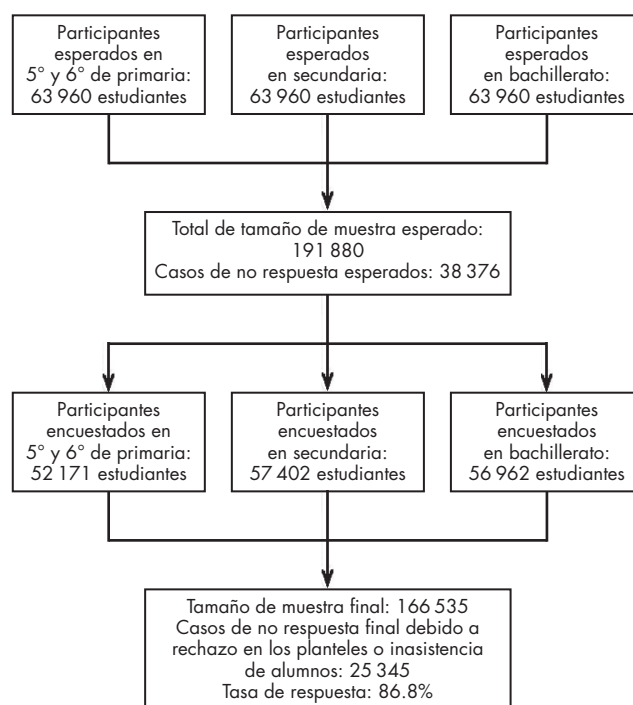 Participantes
esperados en
5° y 6° de primaria:
63 960 estudiantes
Participantes
esperados
en secundaria:
63 960 estudiantes
Participantes
esperados
en bachillerato:
63 960 estudiantes
Total de tamaño de muestra esperado:
191 880
Casos de no respuesta esperados: 38 376
Participantes
encuestados en
5° y 6° de primaria:
52 171 estudiantes
Participantes
encuestados
en secundaria:
57 402 estudiantes
Participantes
encuestados
en bachillerato:
56 962 estudiantes
Tamaño de muestra final: 166 535
Casos de no respuesta final debido a
rechazo en los planteles o inasistencia
de alumnos: 25 345
Tasa de respuesta: 86.8%